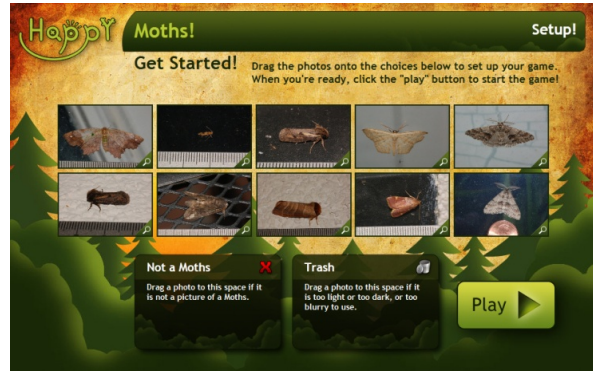 Happy
Moths!
Setup!
Get Started!
Drag the photos onto the choices below to set up your game.
When you're ready, click the "play" button to start the game!
Not a Moths
Drag a photo to this space if it
is not a picture of a Moths.
Trash
Drag a photo to this space if it
is too light or too dark, or too
blurry to use.
Play